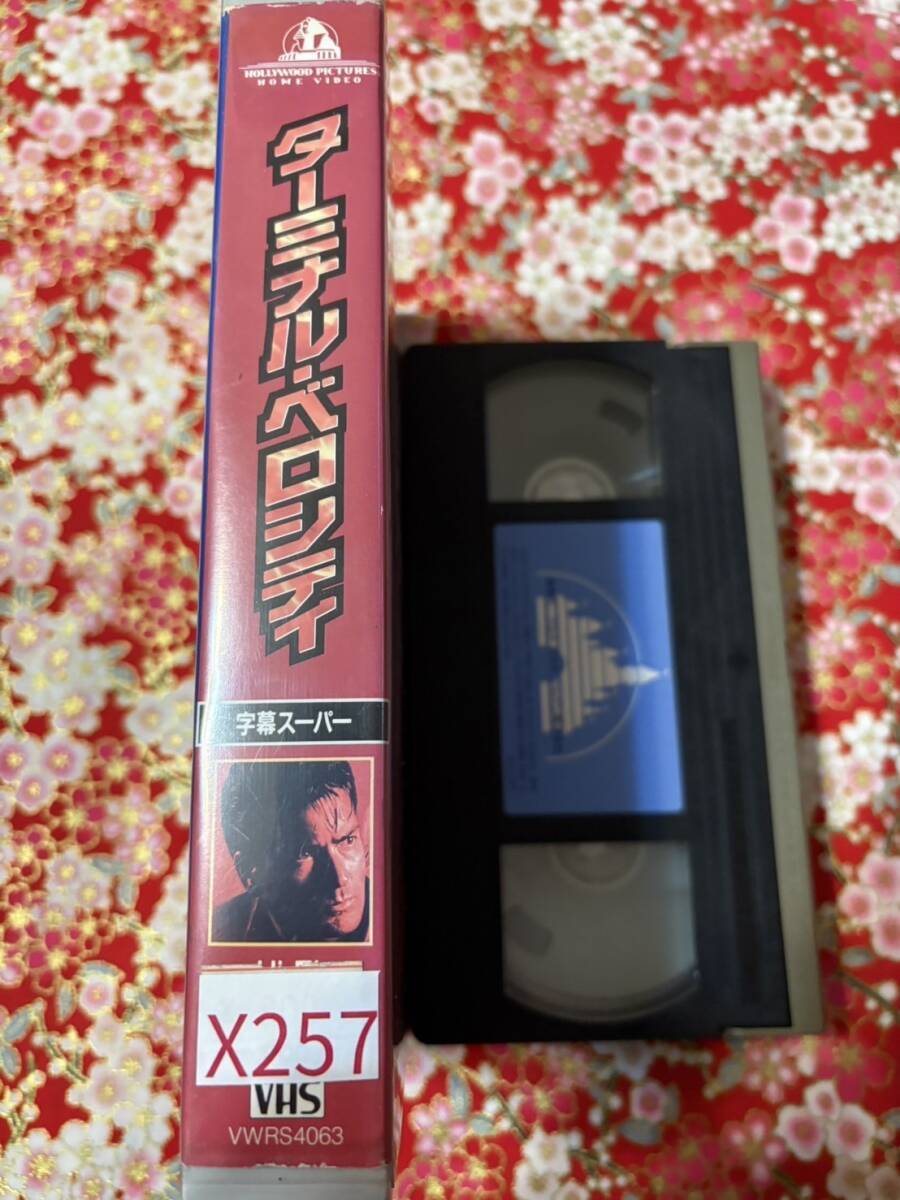 HOLLYWOOD PICTURES
HOME VIDEO
ターミナル・ベロシティ
字幕スーパー
X257
VHS
VWRS4063